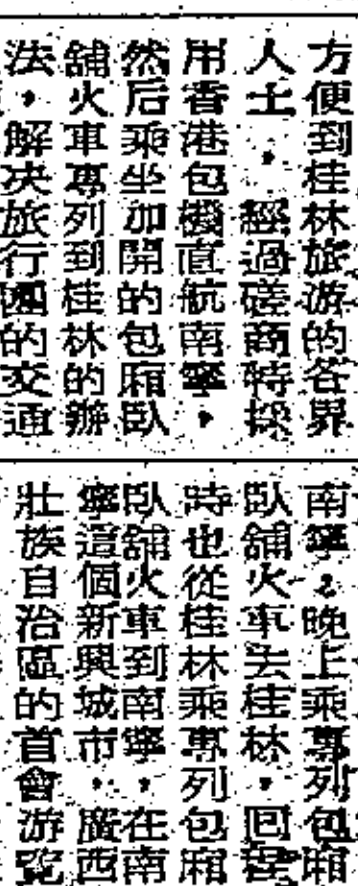 方便到桂林旅游的各界
人士，經過磋商特採
用香港包機直航南寧，
然后乘坐加開的包廂臥
舖火車專列到桂林的辦
法，解决旅行團的交通
南寧。晚上乘專列包廂
臥舖火車去桂林，回程
時也從桂林乘專列包廂
臥舖火車到南寧，在南
寧這個新興城市，廣西
壯族自治區的首會游覽